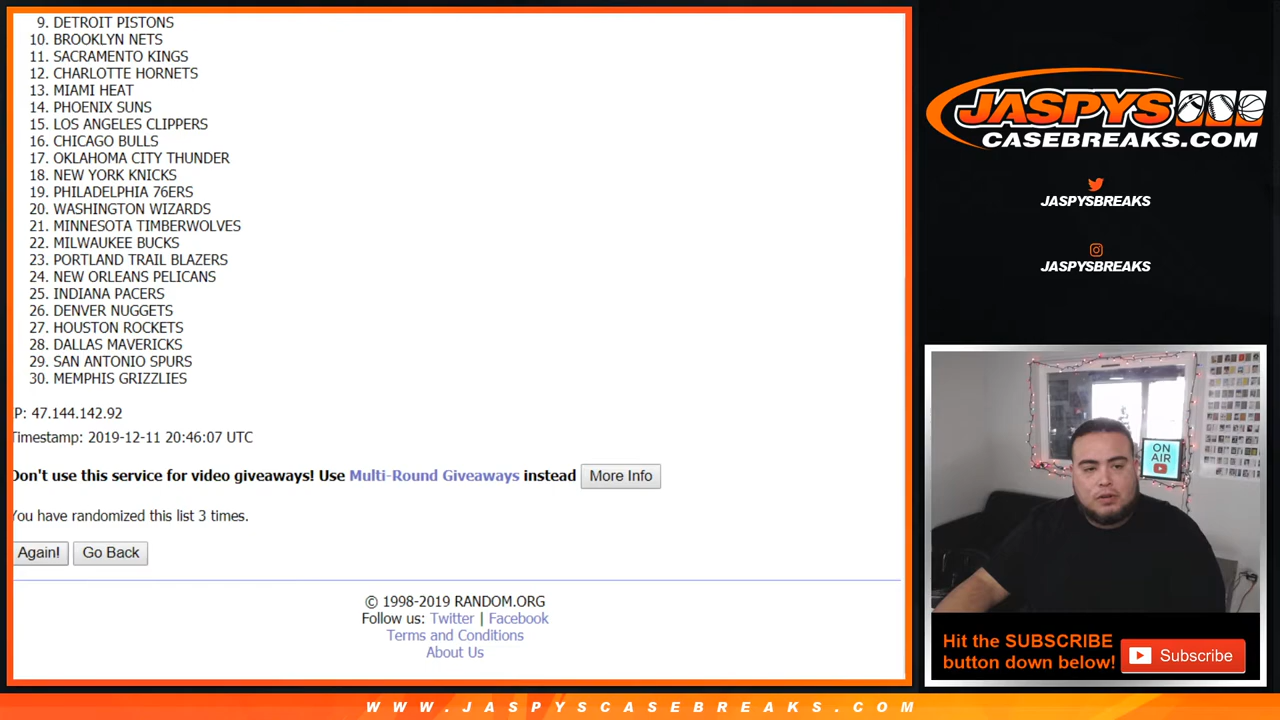 9. DETROIT PISTONS
10. BROOKLYN NETS
11. SACRAMENTO KINGS
12. CHARLOTTE HORNETS
13. MIAMI HEAT
14. PHOENIX SUNS
15. LOS ANGELES CLIPPERS
16. CHICAGO BULLS
17. OKLAHOMA CITY THUNDER
18. NEW YORK KNICKS
19. PHILADELPHIA 76ERS
20. WASHINGTON WIZARDS
21. MINNESOTA TIMBERWOLVES
22. MILWAUKEE BUCKS
23. PORTLAND TRAIL BLAZERS
24. NEW ORLEANS PELICANS
25. INDIANA PACERS
26. DENVER NUGGETS
27. HOUSTON ROCKETS
28. DALLAS MAVERICKS
29. SAN ANTONIO SPURS
30. MEMPHIS GRIZZLIES
P: 47.144.142.92
Timestamp: 2019-12-11 20:46:07 UTC
Don't use this service for video giveaways! Use Multi-Round Giveaways instead More Info
You have randomized this list 3 times.
Again! Go Back
© 1998-2019 RANDOM.ORG
Follow us: Twitter | Facebook
Terms and Conditions
About Us
JASPYS
CASEBREAKS.COM
JASPYSBREAKS
JASPYSBREAKS
ON
AIR
Hit the SUBSCRIBE
button down below!
Subscribe
WWW.JASPYSCASEBREAKS.COM